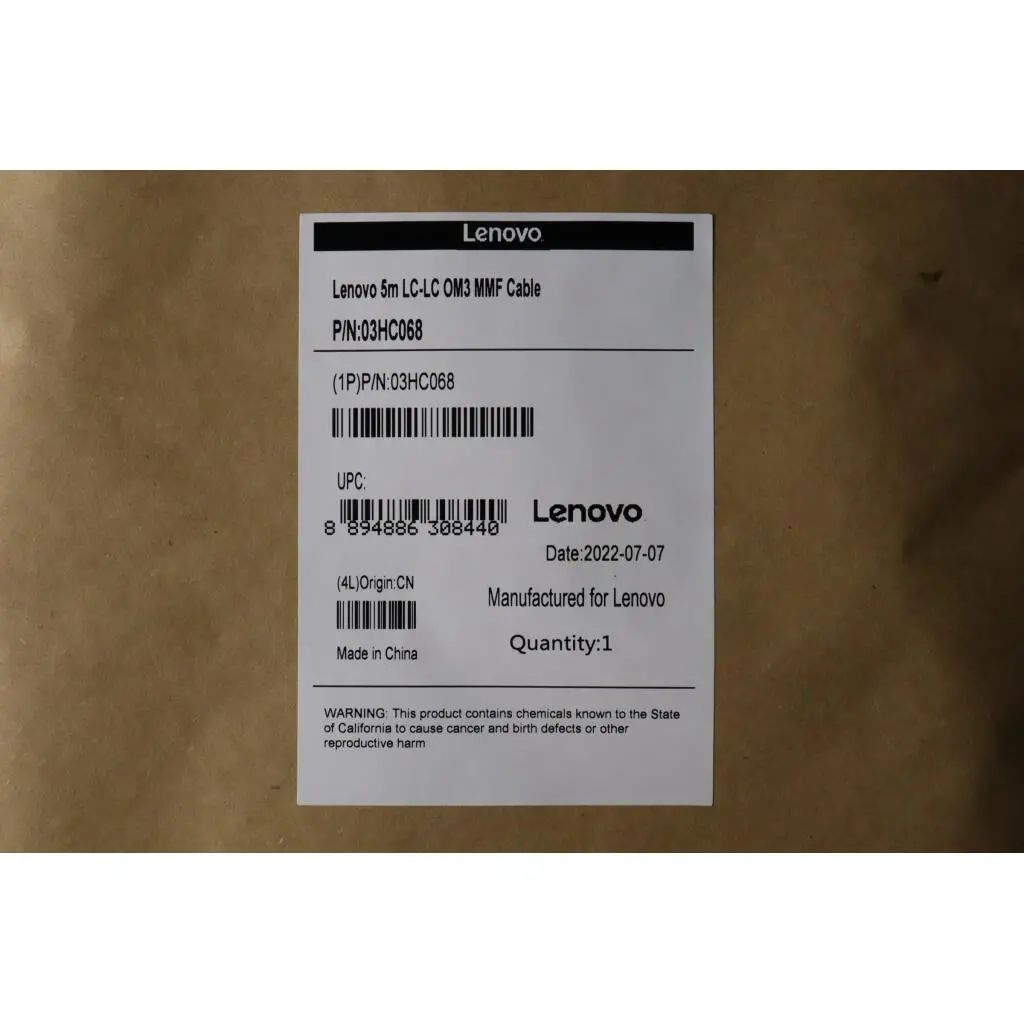 Lenovo
Lenovo 5m LC-LC OM3 MMF Cable
P/N:03HC068
(1P)P/N:03HC068
UPC:
8 894886 308440
Lenovo
Date:2022-07-07
(4L)Origin:CN
Manufactured for Lenovo
Quantity:1
Made in China
WARNING: This product contains chemicals known to the State
of California to cause cancer and birth defects or other
reproductive harm